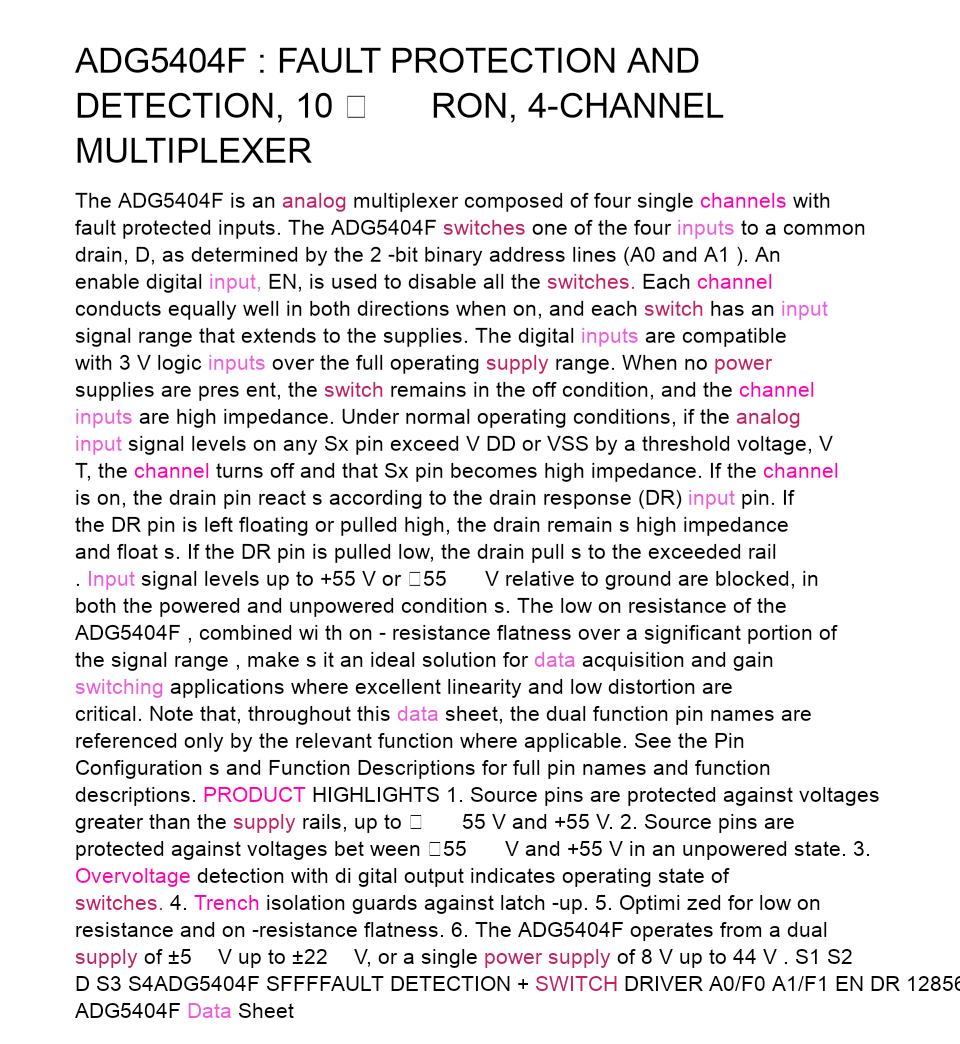 ADG5404F : FAULT PROTECTION AND
DETECTION, 10 □ RON, 4-CHANNEL
MULTIPLEXER
The ADG5404F is an analog multiplexer composed of four single channels with
fault protected inputs. The ADG5404F switches one of the four inputs to a common
drain, D, as determined by the 2 -bit binary address lines (A0 and A1 ). An
enable digital input, EN, is used to disable all the switches. Each channel
conducts equally well in both directions when on, and each switch has an input
signal range that extends to the supplies. The digital inputs are compatible
with 3 V logic inputs over the full operating supply range. When no power
supplies are pres ent, the switch remains in the off condition, and the channel
inputs are high impedance. Under normal operating conditions, if the analog
input signal levels on any Sx pin exceed V DD or VSS by a threshold voltage, V
T, the channel turns off and that Sx pin becomes high impedance. If the channel
is on, the drain pin react s according to the drain response (DR) input pin. If
the DR pin is left floating or pulled high, the drain remain s high impedance
and float s. If the DR pin is pulled low, the drain pull s to the exceeded rail
. Input signal levels up to +55 V or □55 V relative to ground are blocked, in
both the powered and unpowered condition s. The low on resistance of the
ADG5404F , combined wi th on - resistance flatness over a significant portion of
the signal range , make s it an ideal solution for data acquisition and gain
switching applications where excellent linearity and low distortion are
critical. Note that, throughout this data sheet, the dual function pin names are
referenced only by the relevant function where applicable. See the Pin
Configuration s and Function Descriptions for full pin names and function
descriptions. PRODUCT HIGHLIGHTS 1. Source pins are protected against voltages
greater than the supply rails, up to □ 55 V and +55 V. 2. Source pins are
protected against voltages bet ween □55 V and +55 V in an unpowered state. 3.
Overvoltage detection with di gital output indicates operating state of
switches. 4. Trench isolation guards against latch -up. 5. Optimi zed for low on
resistance and on -resistance flatness. 6. The ADG5404F operates from a dual
supply of ±5 V up to ±22 V, or a single power supply of 8 V up to 44 V . S1 S2
D S3 S4ADG5404F SFFFFAULT DETECTION + SWITCH DRIVER A0/F0 A1/F1 EN DR 12856
ADG5404F Data Sheet